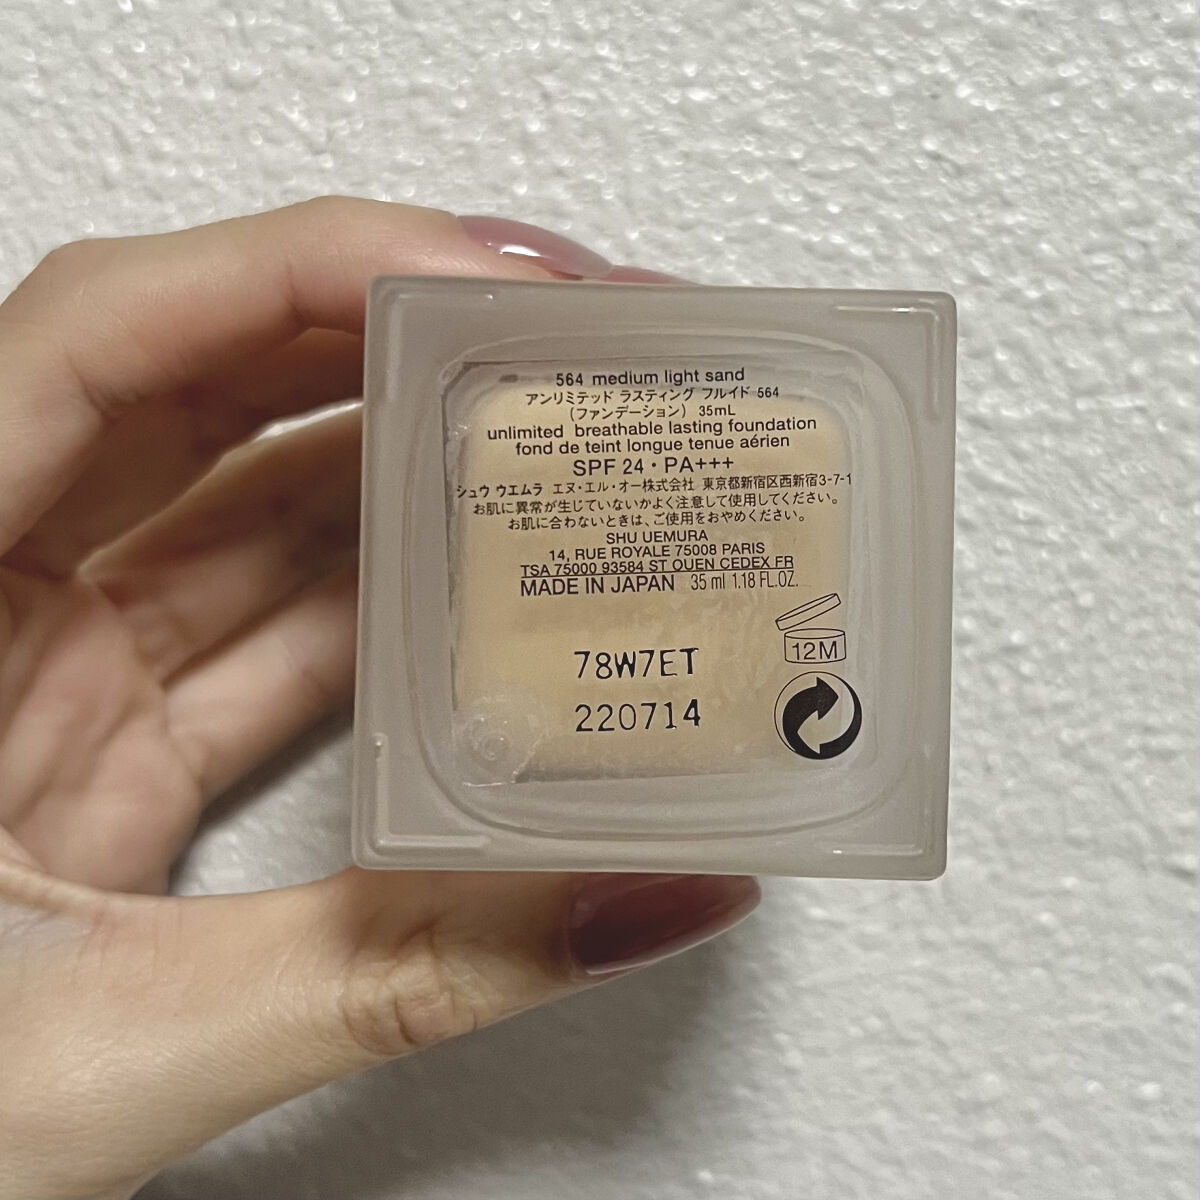 564 medium light sand
アンリミテッド ラスティング フルイド 564
（ファンデーション） 35mL
unlimited breathable lasting foundation
fond de teint longue tenue aérien
SPF 24・PA+++
シュウ ウエムラ エヌ・エル・オー株式会社 東京都新宿区西新宿3-7-1
お肌に異常が生じていないかよく注意して使用してください。
お肌に合わないときは、ご使用をおやめください。
SHU UEMURA
14, RUE ROYALE 75008 PARIS
TSA 75000 93584 ST OUEN CEDEX FR
MADE IN JAPAN 35 ml 1.18 FL.OZ.
12M
78W7ET
220714